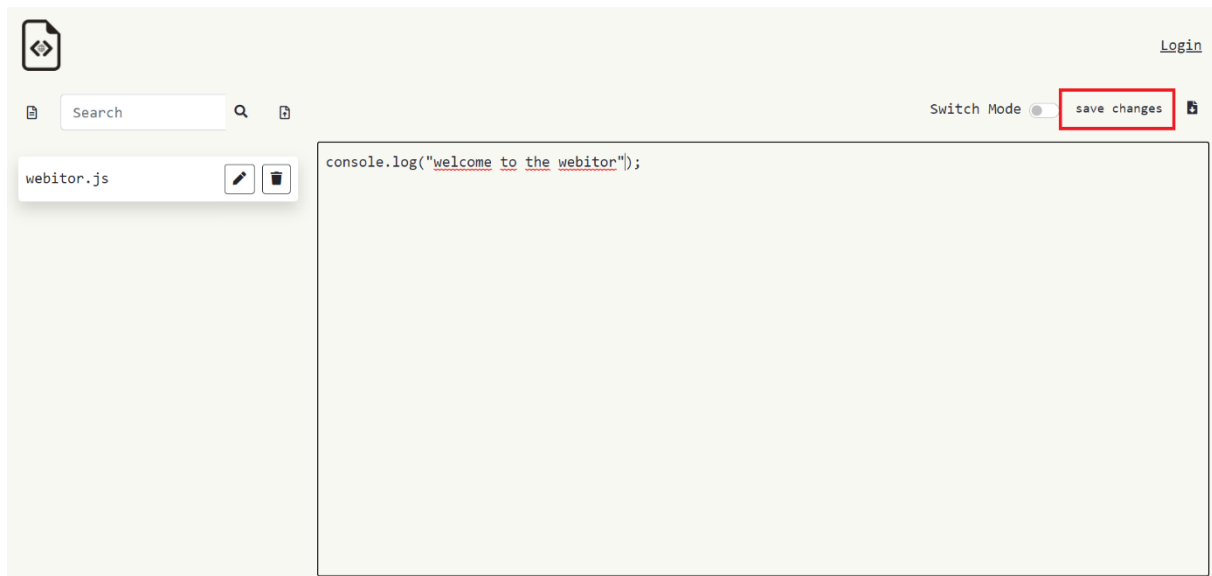 Login
Search
Switch Mode
save changes
webitor.js
console.log("welcome to the webitor");